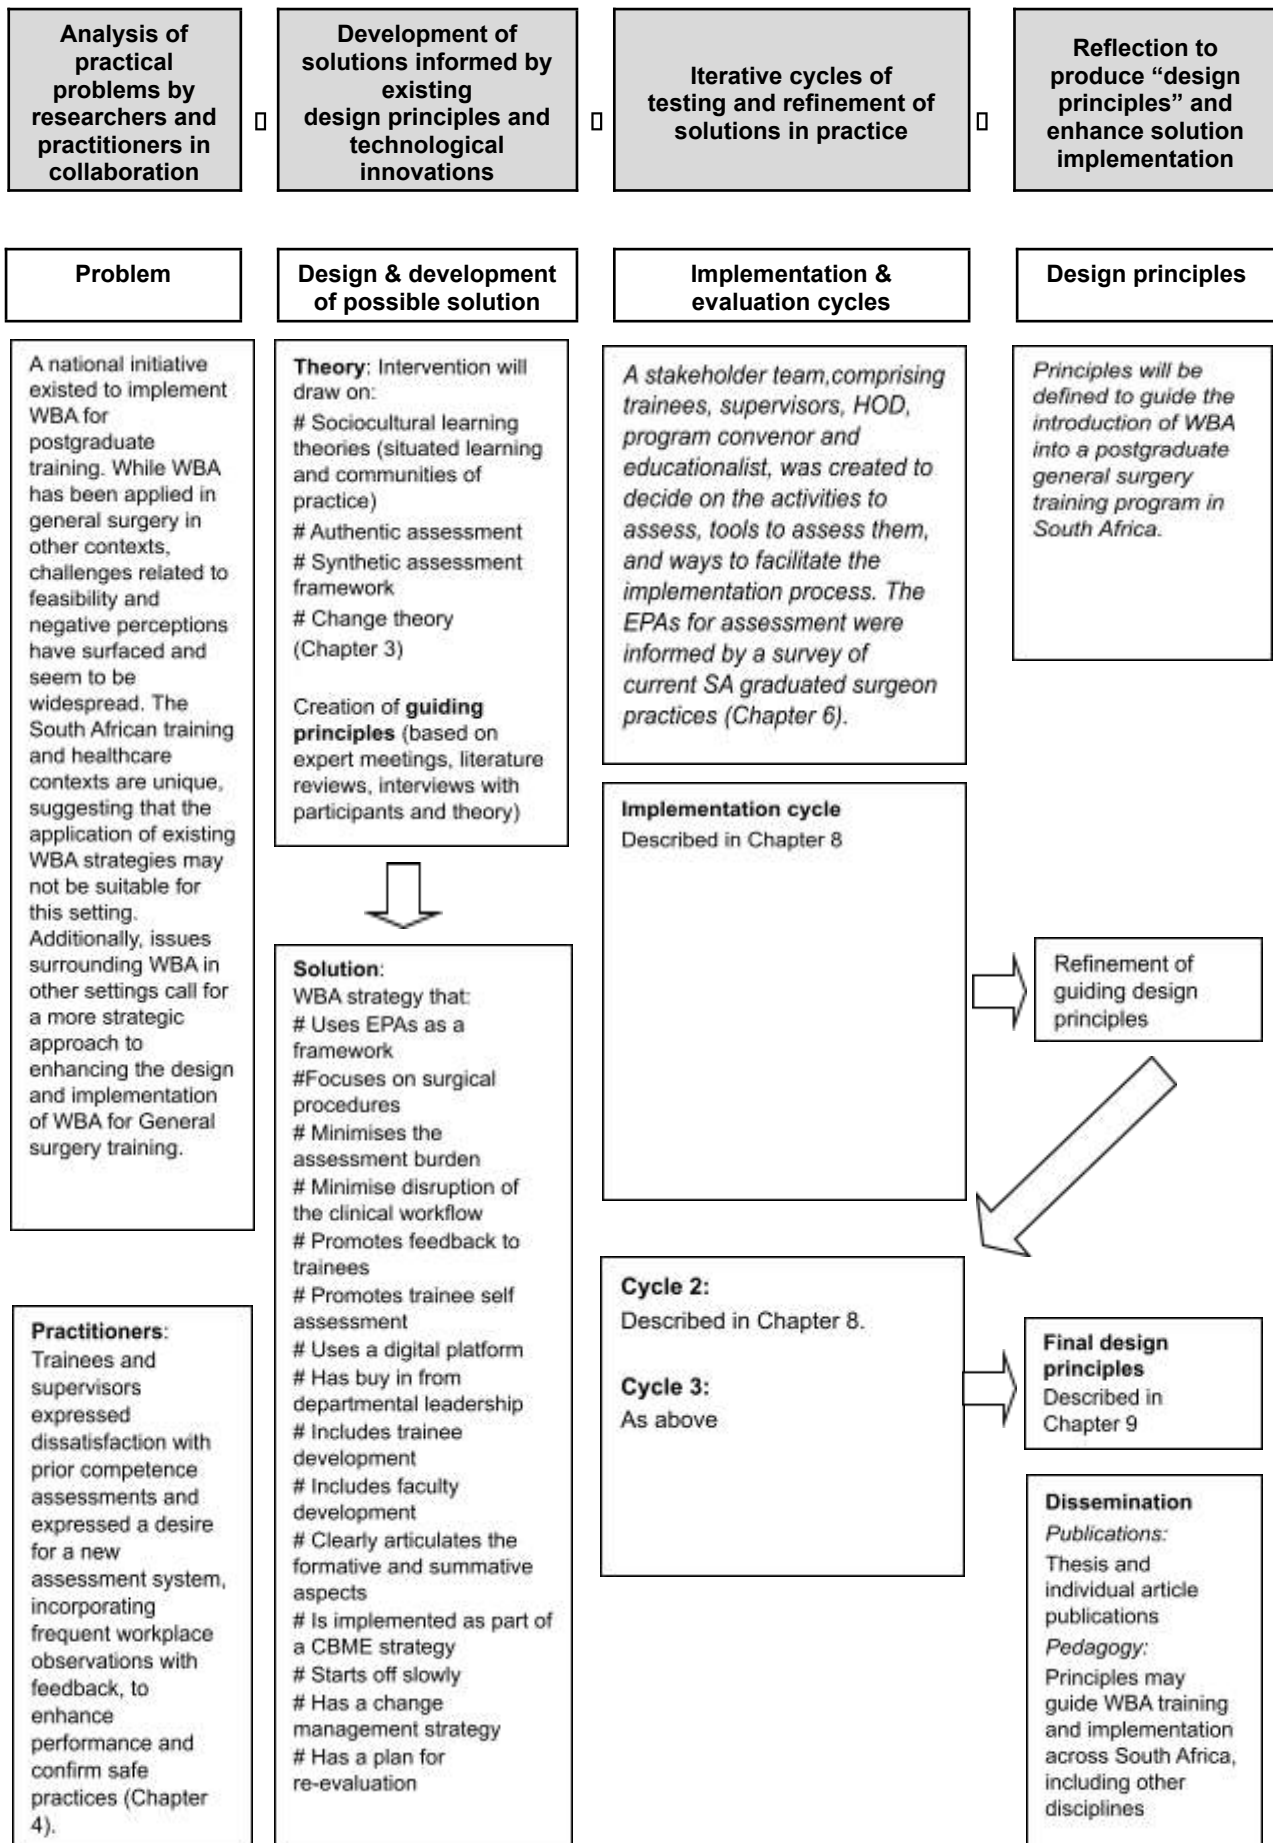 Analysis of
practical
problems by
researchers and
practitioners in
collaboration
Development of
solutions informed by
existing
design principles and
technological
innovations
Iterative cycles of
testing and refinement of
solutions in practice
Reflection to
produce “design
principles” and
enhance solution
implementation
Problem
Design & development
of possible solution
Implementation &
evaluation cycles
Design principles
A national initiative
existed to implement
WBA for
postgraduate
training. While WBA
has been applied in
general surgery in
other contexts,
challenges related to
feasibility and
negative perceptions
have surfaced and
seem to be
widespread. The
South African training
and healthcare
contexts are unique,
suggesting that the
application of existing
WBA strategies may
not be suitable for
this setting.
Additionally, issues
surrounding WBA in
other settings call for
a more strategic
approach to
enhancing the design
and implementation
of WBA for General
surgery training.
Practitioners:
Trainees and
supervisors
expressed
dissatisfaction with
prior competence
assessments and
expressed a desire
for a new
assessment system,
incorporating
frequent workplace
observations with
feedback, to
enhance
performance and
confirm safe
practices (Chapter
4).
Theory: Intervention will
draw on:
# Sociocultural learning
theories (situated learning
and communities of
practice)
# Authentic assessment
# Synthetic assessment
framework
# Change theory
(Chapter 3)
Creation of guiding
principles (based on
expert meetings, literature
reviews, interviews with
participants and theory)
Solution:
WBA strategy that:
# Uses EPAs as a
framework
#Focuses on surgical
procedures
# Minimises the
assessment burden
# Minimise disruption of
the clinical workflow
# Promotes feedback to
trainees
# Promotes trainee self
assessment
# Uses a digital platform
# Has buy in from
departmental leadership
# Includes trainee
development
# Includes faculty
development
# Clearly articulates the
formative and summative
aspects
# Is implemented as part of
a CBME strategy
# Starts off slowly
# Has a change
management strategy
# Has a plan for
re-evaluation
A stakeholder team,comprising
trainees, supervisors, HOD,
program convenor and
educationalist, was created to
decide on the activities to
assess, tools to assess them,
and ways to facilitate the
implementation process. The
EPAs for assessment were
informed by a survey of
current SA graduated surgeon
practices (Chapter 6).
Implementation cycle
Described in Chapter 8
Cycle 2:
Described in Chapter 8.
Cycle 3:
As above
Principles will be
defined to guide the
introduction of WBA
into a postgraduate
general surgery
training program in
South Africa.
Refinement of
guiding design
principles
Final design
principles
Described in
Chapter 9
Dissemination
Publications:
Thesis and
individual article
publications
Pedagogy:
Principles may
guide WBA training
and implementation
across South Africa,
including other
disciplines